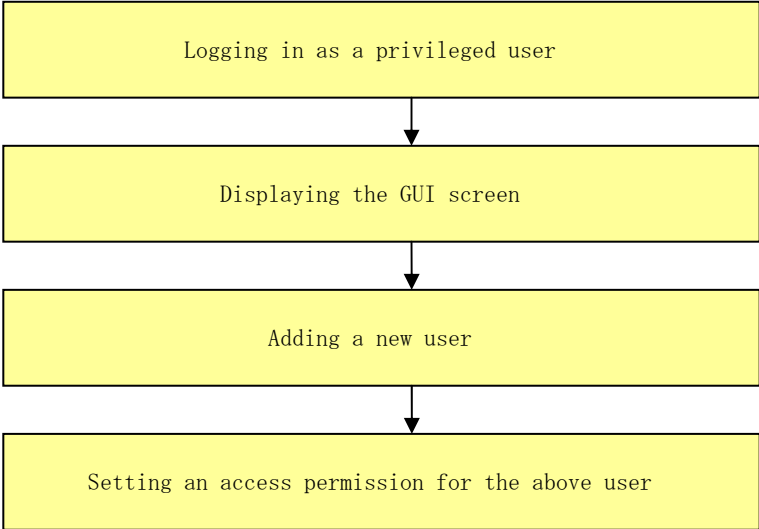 Logging in as a privileged user
Displaying the GUI screen
Adding a new user
Setting an access permission for the above user